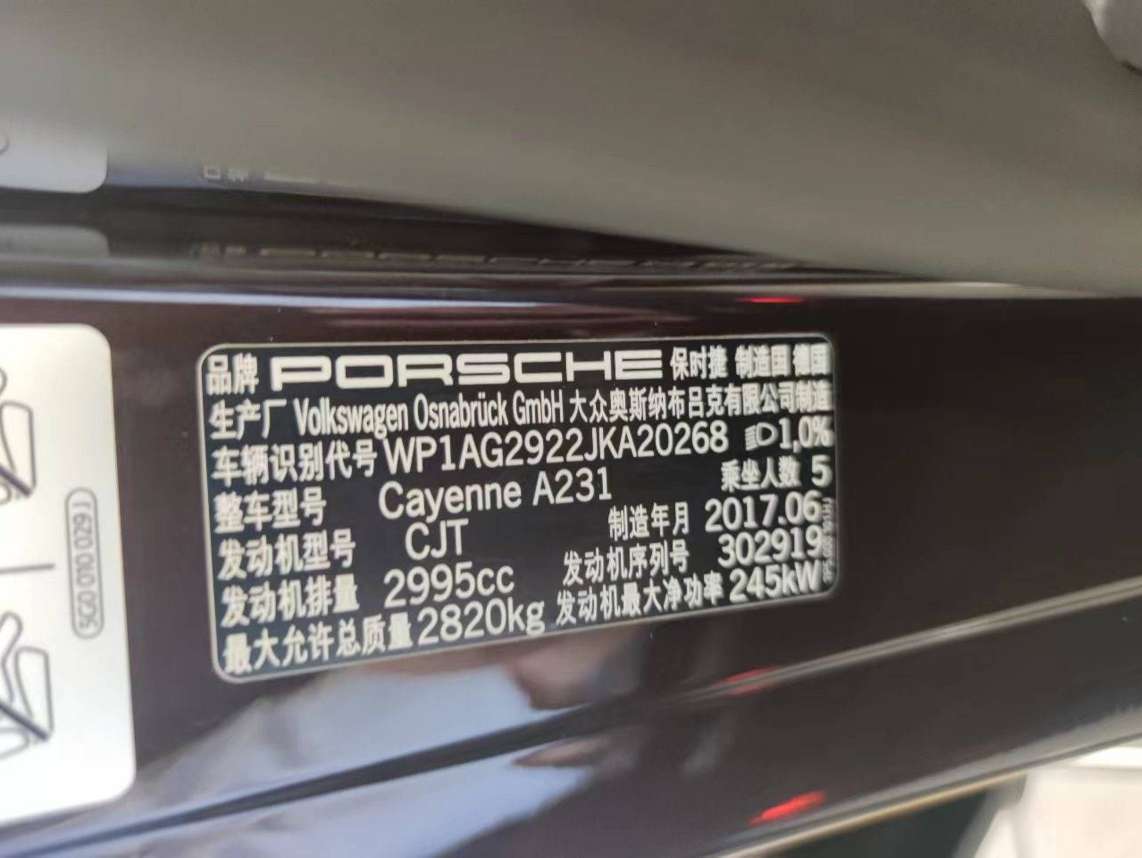 品牌 PORSCHE 保时捷 制造国 德国
生产厂 Volkswagen Osnabrück GmbH 大众奥斯纳布吕克有限公司制造
车辆识别代号 WP1AG2922JKA20268 1,0%
整车型号 Cayenne A231 乘坐人数 5
发动机型号 CJT 制造年月 2017.06
发动机排量 2995cc 发动机序列号 302919
最大允许总质量 2820kg 发动机最大净功率 245kW
5G0 010 029 J